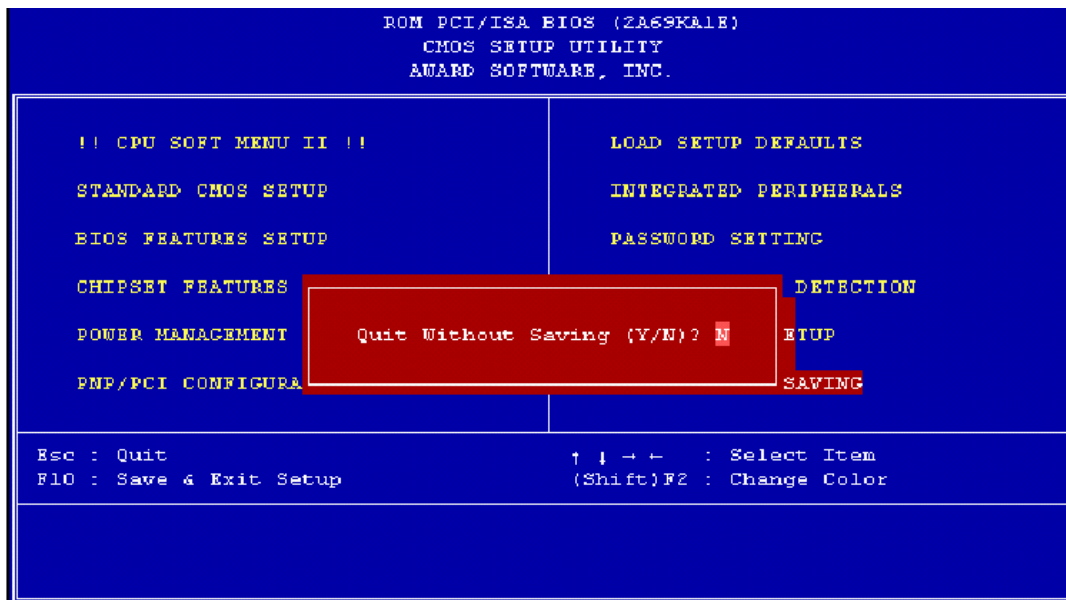 ROM PCI/ISA BIOS (2A69KA1E)
CMOS SETUP UTILITY
AWARD SOFTWARE, INC.
!! CPU SOFT MENU II !!
STANDARD CMOS SETUP
BIOS FEATURES SETUP
CHIPSET FEATURES
POWER MANAGEMENT
PNP/PCI CONFIGURA
LOAD SETUP DEFAULTS
INTEGRATED PERIPHERALS
PASSWORD SETTING
DETECTION
ETUP
SAVING
Quit Without Saving (Y/N)? N
Esc : Quit
F10 : Save & Exit Setup
↑ ↓ → ← : Select Item
(Shift)F2 : Change Color